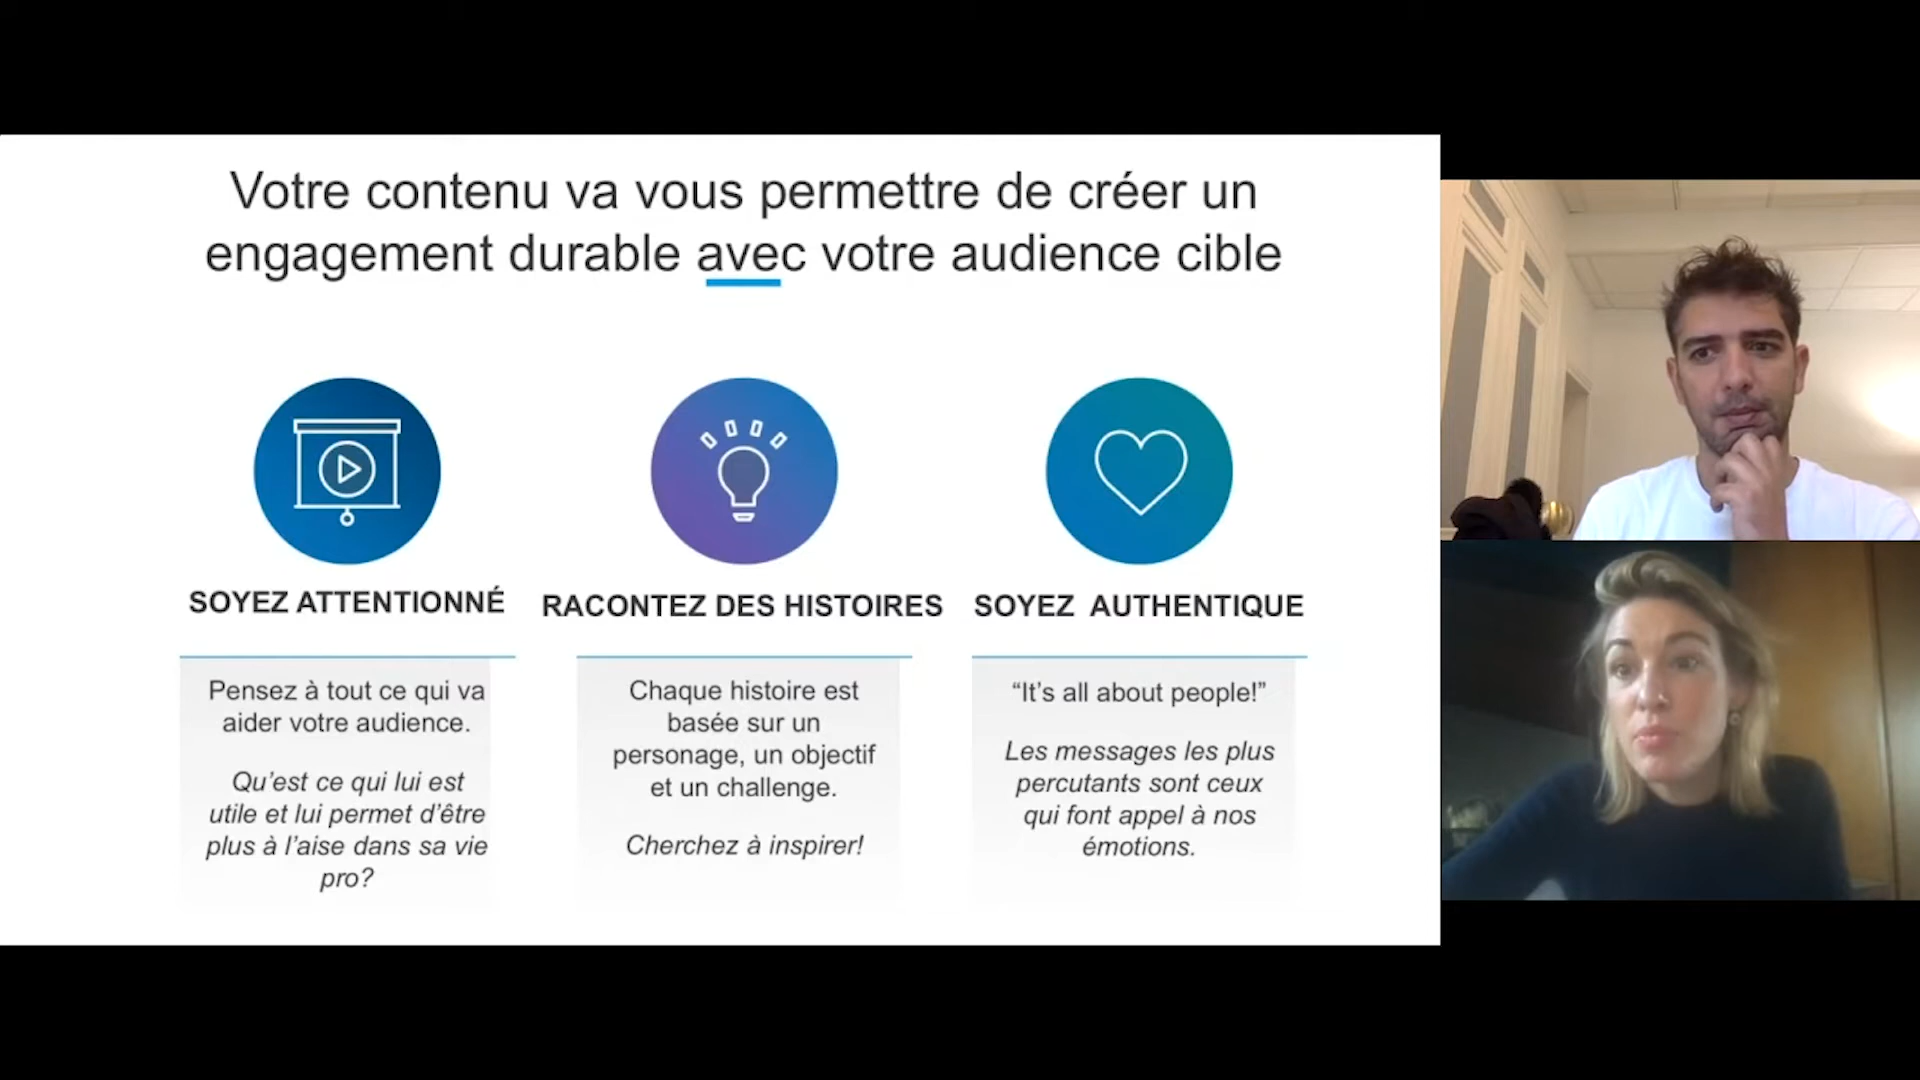 Votre contenu va vous permettre de créer un
engagement durable avec votre audience cible
SOYEZ ATTENTIONNÉ
Pensez à tout ce qui va
aider votre audience.
Qu’est ce qui lui est
utile et lui permet d’être
plus à l’aise dans sa vie
pro?
RACONTEZ DES HISTOIRES
Chaque histoire est
basée sur un
personage, un objectif
et un challenge.
Cherchez à inspirer!
SOYEZ  AUTHENTIQUE
“It’s all about people!”
Les messages les plus
percutants sont ceux
qui font appel à nos
émotions.